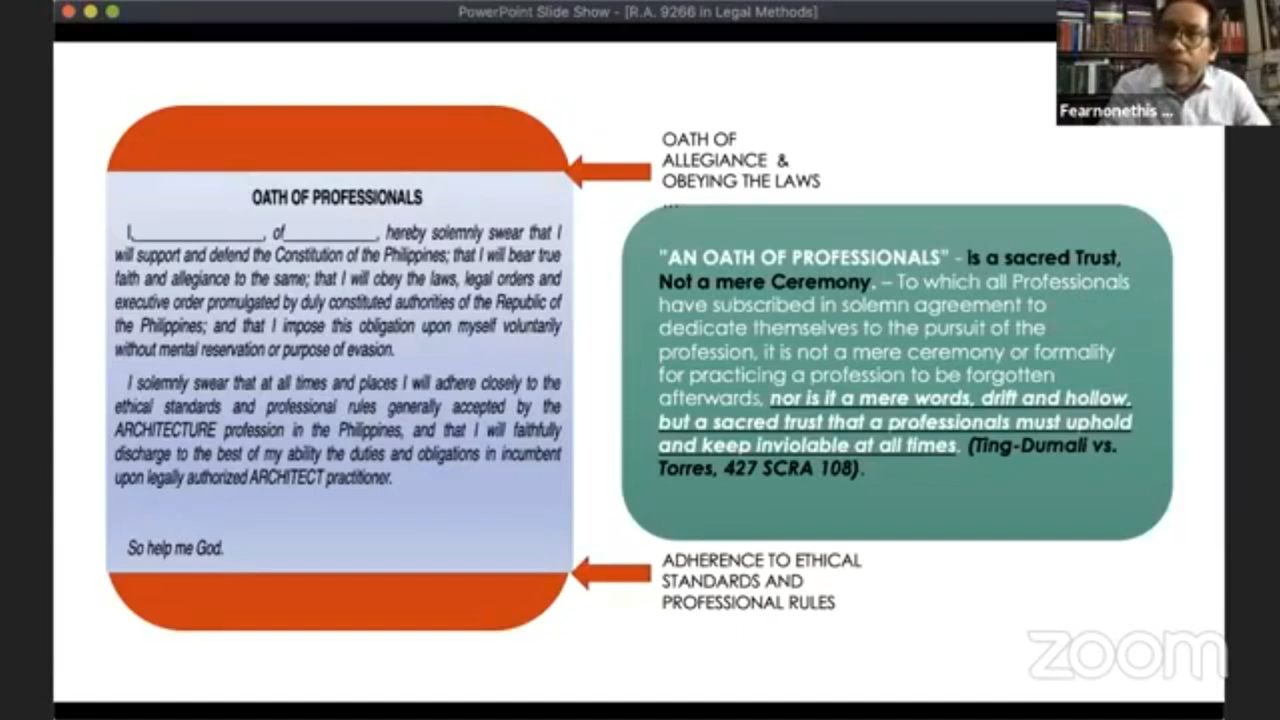 PowerPoint Slide Show - [R.A. 9266 in Legal Methods]
Fearnonethis ...
OATH OF
ALLEGIANCE &
OBEYING THE LAWS
...
OATH OF PROFESSIONALS
I,______________, of____________, hereby solemnly swear that I
will support and defend the Constitution of the Philippines; that I will bear true
faith and allegiance to the same; that I will obey the laws, legal orders and
executive order promulgated by duly constituted authorities of the Republic of
the Philippines; and that I impose this obligation upon myself voluntarily
without mental reservation or purpose of evasion.
I solemnly swear that at all times and places I will adhere closely to the
ethical standards and professional rules generally accepted by the
ARCHITECTURE profession in the Philippines, and that I will faithfully
discharge to the best of my ability the duties and obligations in incumbent
upon legally authorized ARCHITECT practitioner.
So help me God.
"AN OATH OF PROFESSIONALS" - is a sacred Trust,
Not a mere Ceremony. – To which all Professionals
have subscribed in solemn agreement to
dedicate themselves to the pursuit of the
profession, it is not a mere ceremony or formality
for practicing a profession to be forgotten
afterwards, nor is it a mere words, drift and hollow,
but a sacred trust that a professionals must uphold
and keep inviolable at all times. (Ting-Dumali vs.
Torres, 427 SCRA 108).
ADHERENCE TO ETHICAL
STANDARDS AND
PROFESSIONAL RULES
zoom